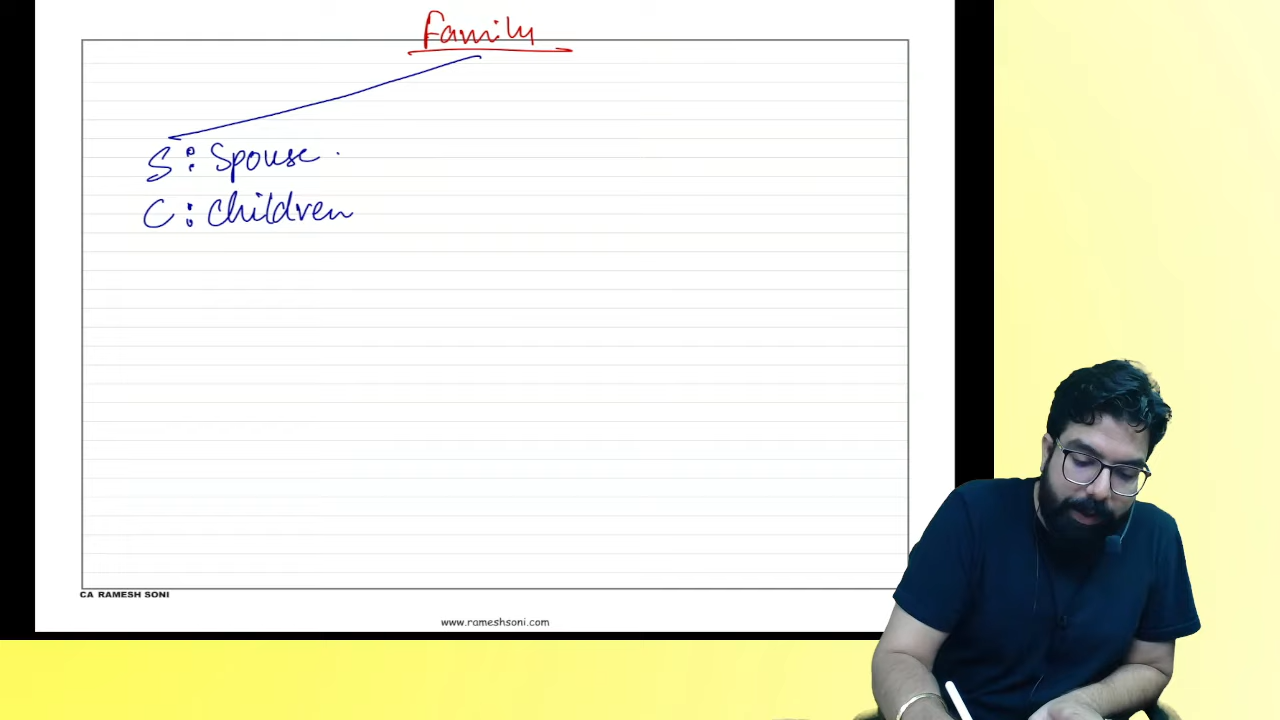 Family
S : Spouse
C : Children
CA RAMESH SONI
www.rameshsoni.com